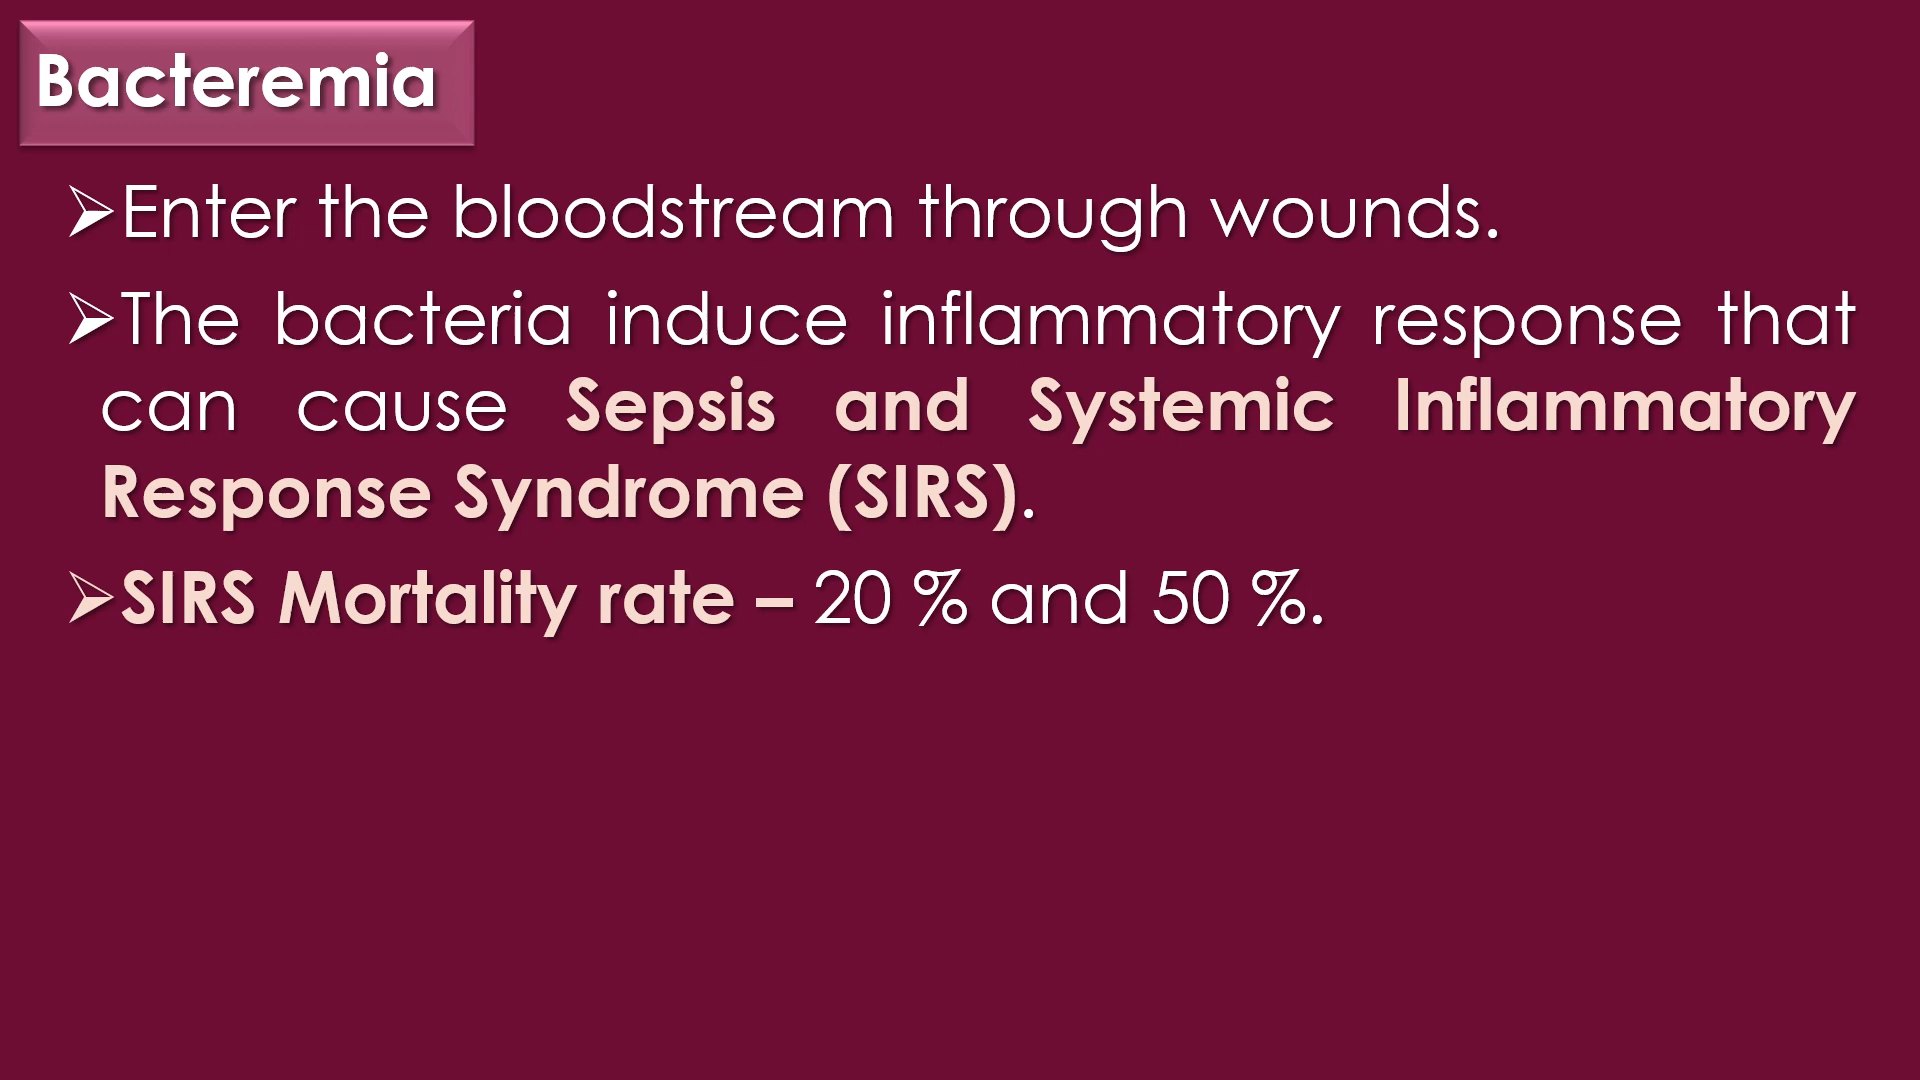 Bacteremia
➢Enter the bloodstream through wounds.
➢The bacteria induce inflammatory response that
can cause Sepsis and Systemic Inflammatory
Response Syndrome (SIRS).
➢SIRS Mortality rate – 20 % and 50 %.